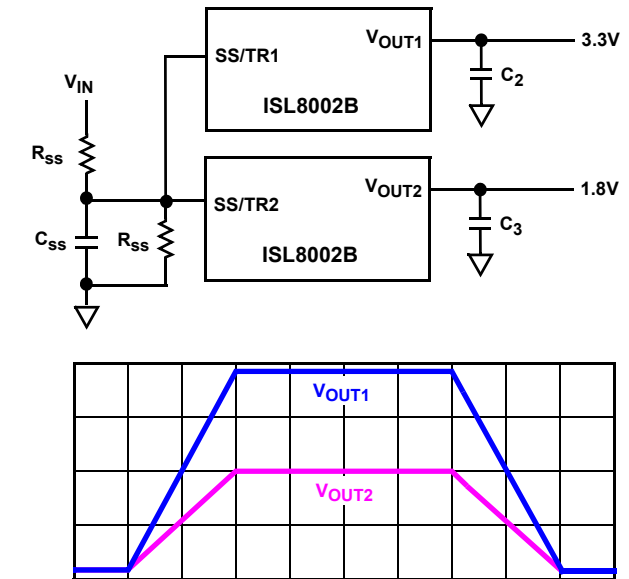 SS/TR1
VOUT1
3.3V
VIN
C2
ISL8002B
RSS
SS/TR2
VOUT2
1.8V
CSS
RSS
C3
ISL8002B
VOUT1
VOUT2